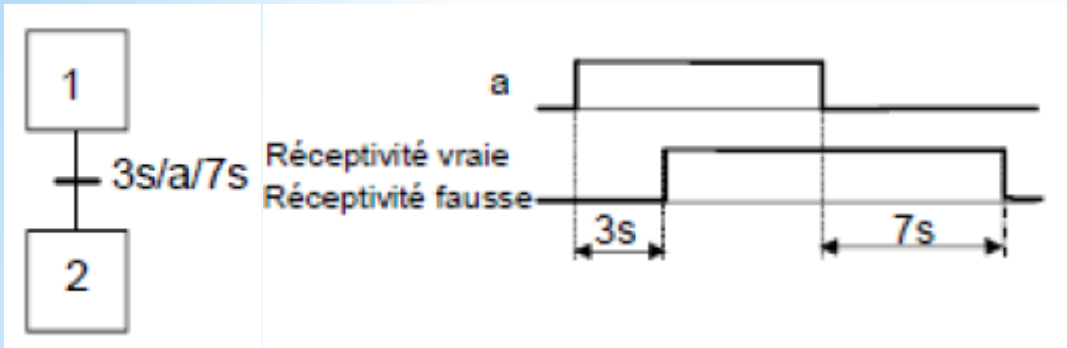 1
3s/a/7s
2
a
Réceptivité vraie
Réceptivité fausse
3s
7s